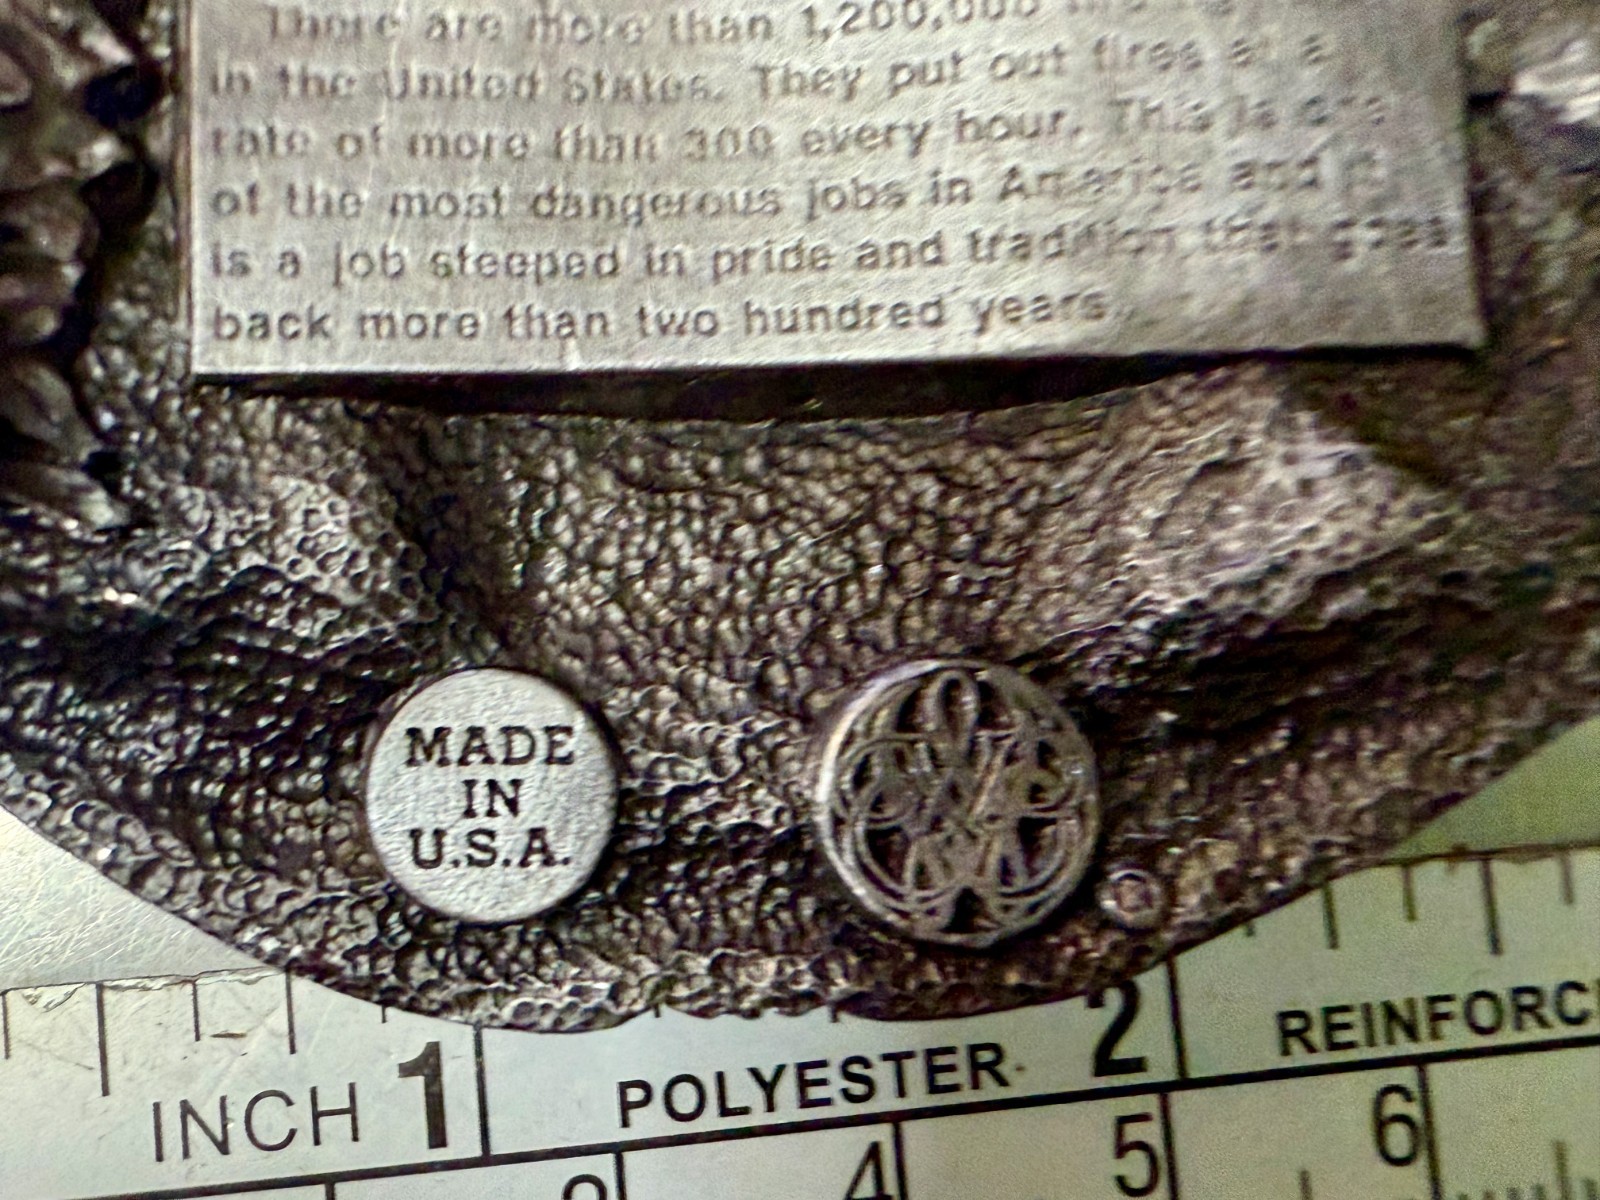 There are more than 1,200,000
in the United States. They put out fires at a
rate of more than 300 every hour. This is one
of the most dangerous jobs in America and it
is a job steeped in pride and tradition that goes
back more than two hundred years.
MADE
IN
U.S.A.
INCH 1 POLYESTER 2 REINFORC
4 5 6